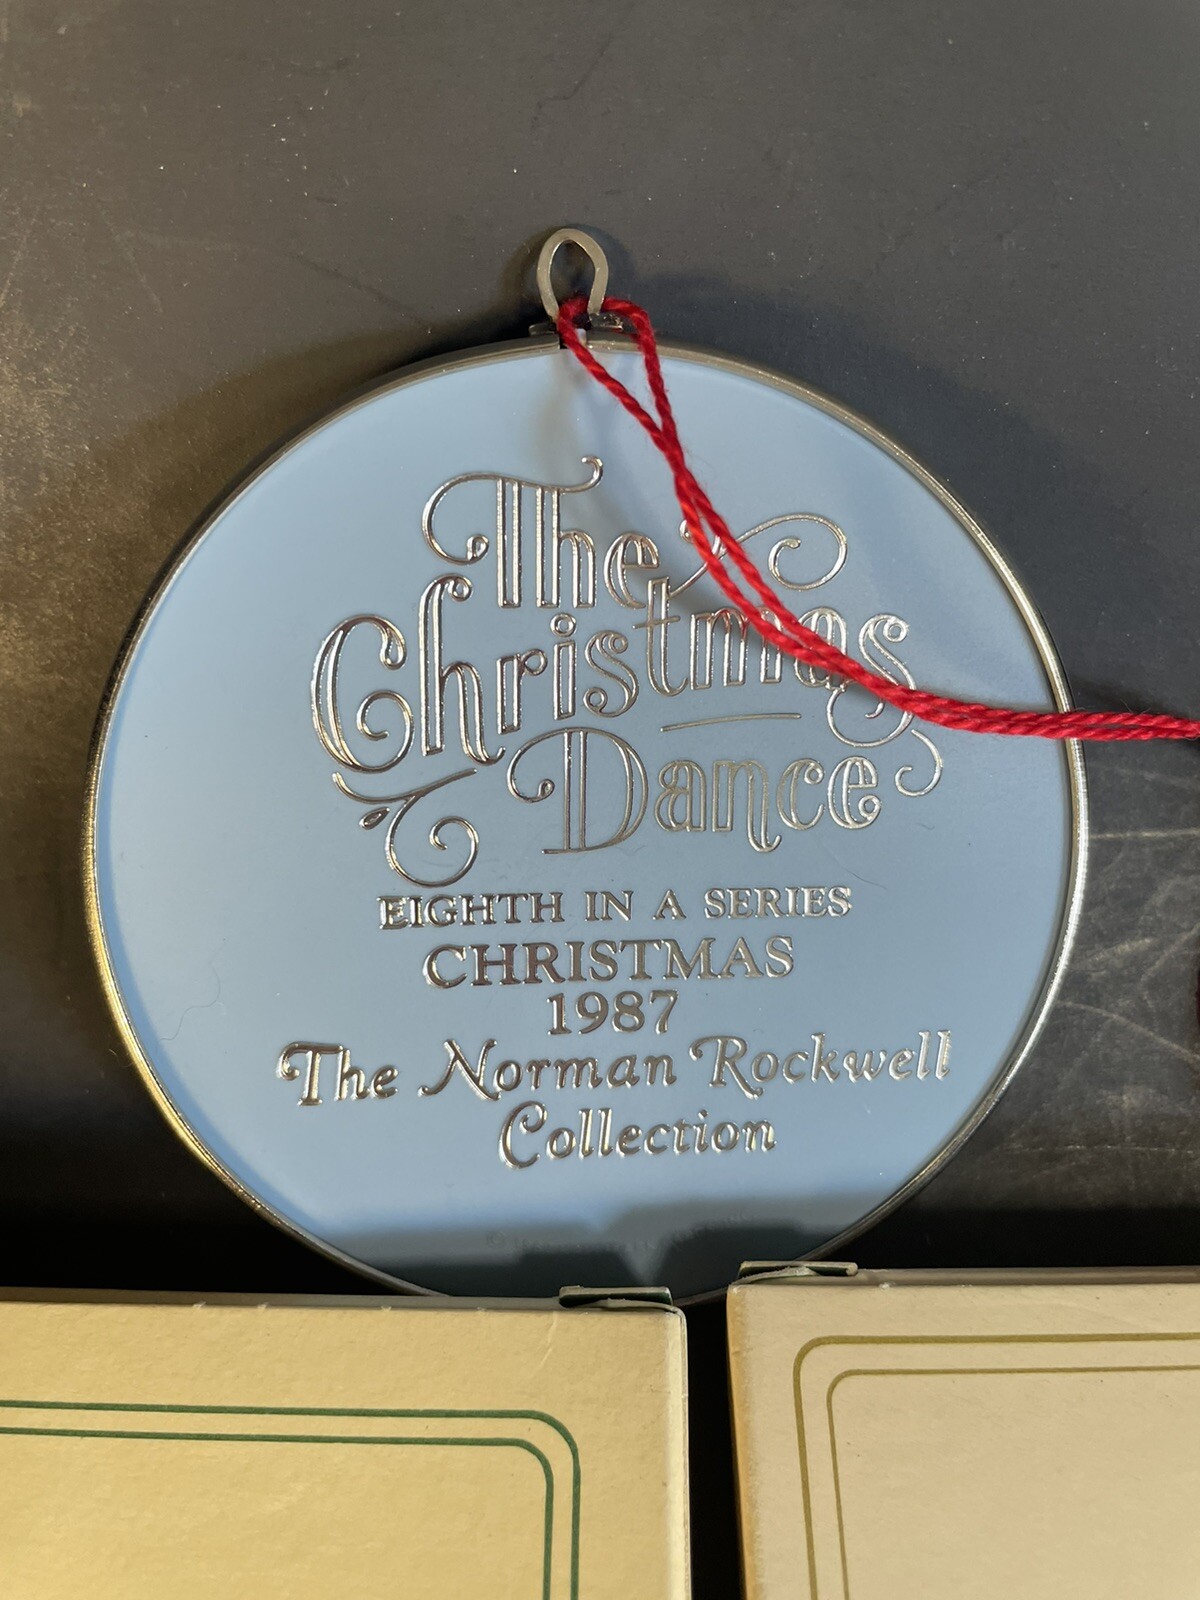 The
Christmas
Dance
EIGHTH IN A SERIES
CHRISTMAS
1987
The Norman Rockwell
Collection